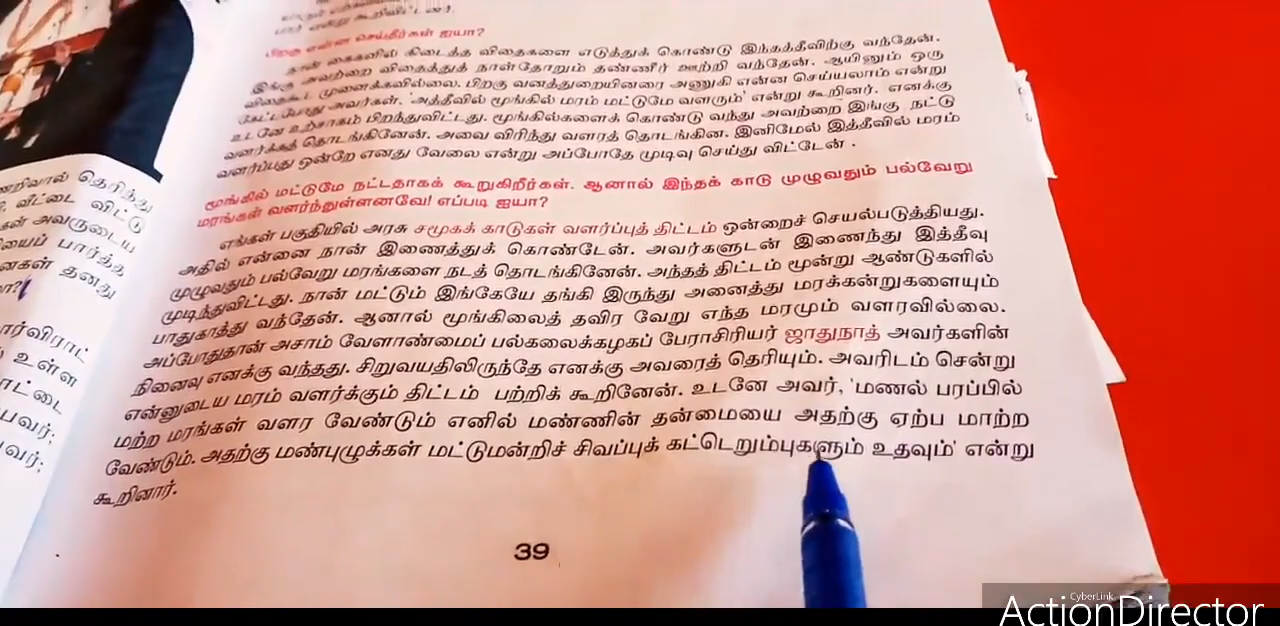 பிறகு என்ன செய்தீர்கள் ஐயா?
நான் கைகளில் கிடைத்த விதைகளை எடுத்துக் கொண்டு இந்தத்தீவிற்கு வந்தேன்.
இங்கு அவற்றை விதைத்துத் நாள்தோறும் தண்ணீர் ஊற்றி வந்தேன். ஆயினும் ஒரு
விதைகூட முளைக்கவில்லை. பிறகு வனத்துறையினரை அணுகி என்ன செய்யலாம் என்று
கேட்டபோது அவர்கள். 'அத்தீவில் மூங்கில் மரம் மட்டுமே வளரும்' என்று கூறினர். எனக்கு
உடனே உற்சாகம் பிறந்துவிட்டது. மூங்கில்களைக் கொண்டு வந்து அவற்றை இங்கு நட்டு
வளர்க்கத் தொடங்கினேன். அவை விரிந்து வளரத் தொடங்கின. இனிமேல் இத்தீவில் மரம்
வளர்ப்பது ஒன்றே எனது வேலை என்று அப்போதே முடிவு செய்து விட்டேன் .
மூங்கில் மட்டுமே நட்டதாகக் கூறுகிறீர்கள். ஆனால் இந்தக் காடு முழுவதும் பல்வேறு
மரங்கள் வளர்ந்துள்ளனவே! எப்படி ஐயா?
எங்கள் பகுதியில் அரசு சமூகக் காடுகள் வளர்ப்புத் திட்டம் ஒன்றைச் செயல்படுத்தியது.
அதில் என்னை நான் இணைத்துக் கொண்டேன். அவர்களுடன் இணைந்து இத்தீவு
முழுவதும் பல்வேறு மரங்களை நடத் தொடங்கினேன். அந்தத் திட்டம் மூன்று ஆண்டுகளில்
முடிந்துவிட்டது. நான் மட்டும் இங்கேயே தங்கி இருந்து அனைத்து மரக்கன்றுகளையும்
பாதுகாத்து வந்தேன். ஆனால் மூங்கிலைத் தவிர வேறு எந்த மரமும் வளரவில்லை.
அப்போதுதான் அசாம் வேளாண்மைப் பல்கலைக்கழகப் பேராசிரியர் ஜாதுநாத் அவர்களின்
நினைவு எனக்கு வந்தது. சிறுவயதிலிருந்தே எனக்கு அவரைத் தெரியும். அவரிடம் சென்று
என்னுடைய மரம் வளர்க்கும் திட்டம் பற்றிக் கூறினேன். உடனே அவர், 'மணல் பரப்பில்
மற்ற மரங்கள் வளர வேண்டும் எனில் மண்ணின் தன்மையை அதற்கு ஏற்ப மாற்ற
வேண்டும். அதற்கு மண்புழுக்கள் மட்டுமன்றிச் சிவப்புக் கட்டெறும்புகளும் உதவும்' என்று
கூறினார்.
39
தெரிந்து
வீட்டை விட்டு
அவருடைய
பார்த்த
தனது
உள்ள
CyberLink
ActionDirector